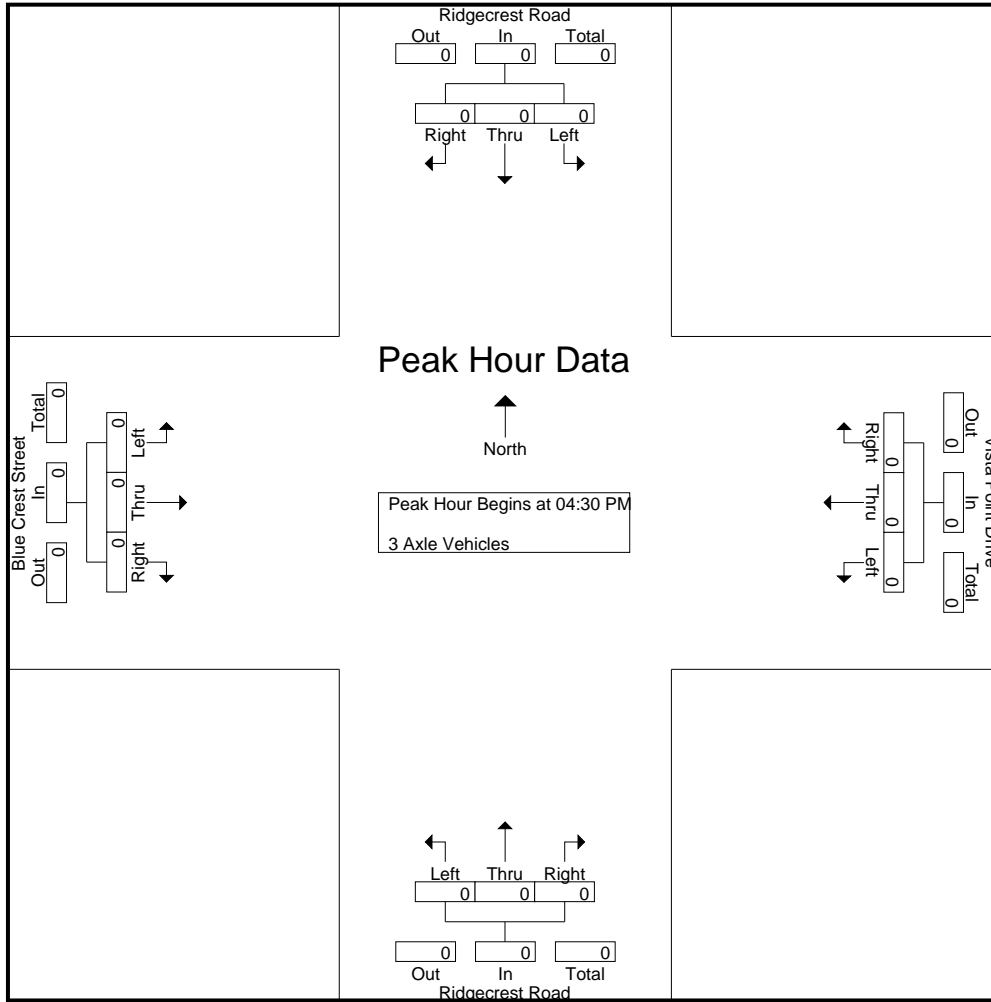 Ridgecrest Road
Out In Total
0 0 0
0 0 0
Right Thru Left
Peak Hour Data
North
Peak Hour Begins at 04:30 PM
3 Axle Vehicles
Blue Crest Street
Out In Total
0 0 0
0 0 0
Right Thru Left
Vista Point Drive
Out In Total
0 0 0
0 0 0
Right Thru Left
Left Thru Right
0 0 0
0 0 0
Out In Total
Ridgecrest Road